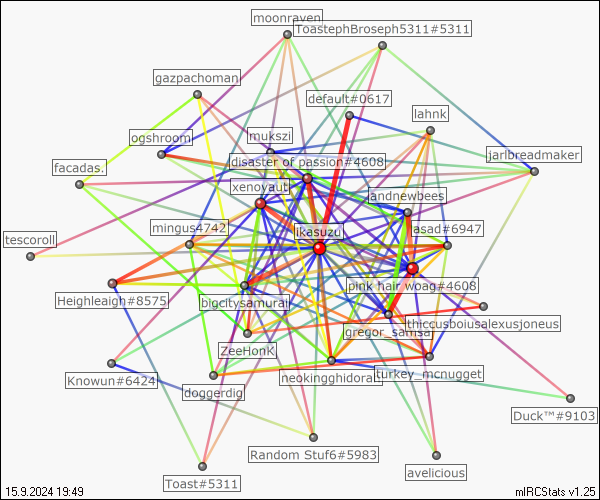 moonraven
ToastephBroseph5311#5311
gazpachoman
default#0617
lahnk
ogshroom
mukszi
disaster of passion#4608
jarlbreadmaker
facadas.
xenoyaut
andnewbees
mingus4742
ikasuzu
asad#6947
tescoroll
pink hair woag#4608
Heighleaigh#8575
bigcitysamurai
thiccusboiusalexusjoneus
gregor_samsa
ZeeHonk
turkey_mcnugget
Knowun#6424
neokingghidorah
doggerdig
Duck™#9103
Random Stuf6#5983
avelicious
Toast#5311
15.9.2024 19:49
mIRCStats v1.25